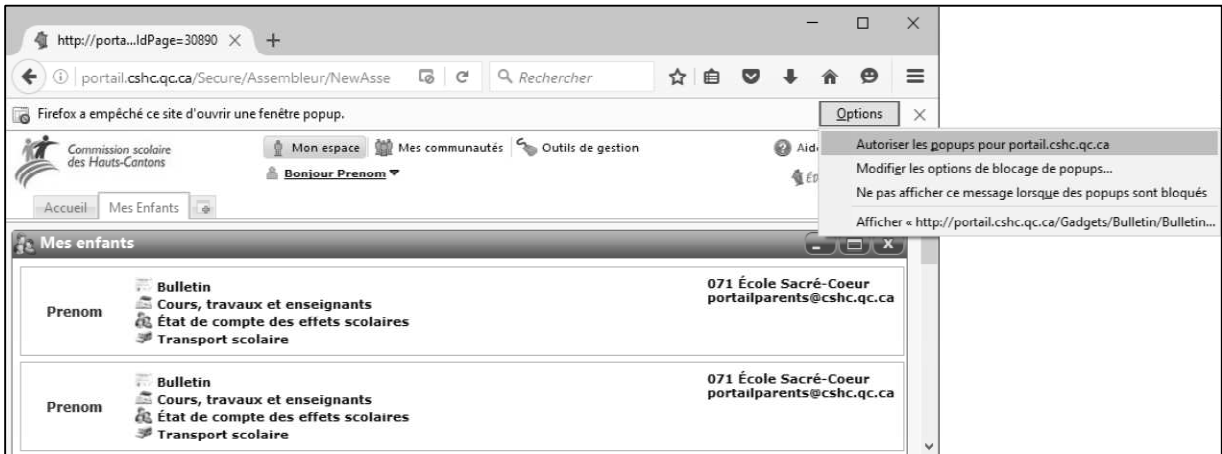 http://porta...IdPage=30890
portail.cshc.qc.ca/Secure/Assembleur/NewAsse
Rechercher
Firefox a empêché ce site d'ouvrir une fenêtre popup.
Options
Autoriser les popups pour portail.cshc.qc.ca
Modifier les options de blocage de popups...
Ne pas afficher ce message lorsque des popups sont bloqués
Afficher « http://portail.cshc.qc.ca/Gadgets/Bulletin/Bulletin...
Commission scolaire
des Hauts-Cantons
Mon espace Mes communautés Outils de gestion
Bonjour Prenom
Accueil Mes Enfants
Mes enfants
Prenom
Bulletin
Cours, travaux et enseignants
État de compte des effets scolaires
Transport scolaire
071 École Sacré-Coeur
portailparents@cshc.qc.ca
Prenom
Bulletin
Cours, travaux et enseignants
État de compte des effets scolaires
Transport scolaire
071 École Sacré-Coeur
portailparents@cshc.qc.ca